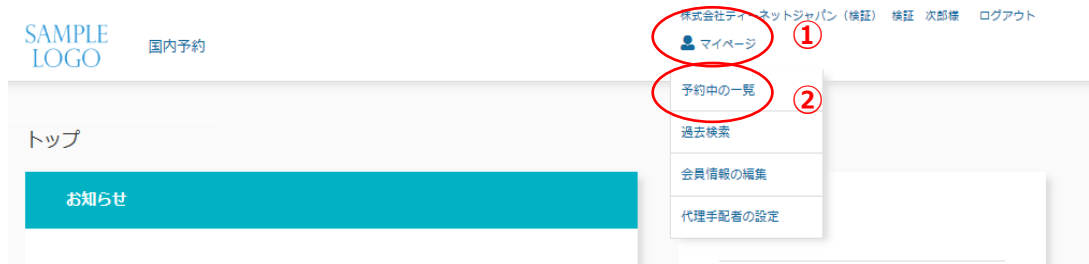 株式会社ティーネットジャパン（検証） 検証 次郎様 ログアウト
SAMPLE
LOGO
国内予約
マイページ
①
予約中の一覧
②
過去検索
会員情報の編集
代理手配者の設定
トップ
お知らせ